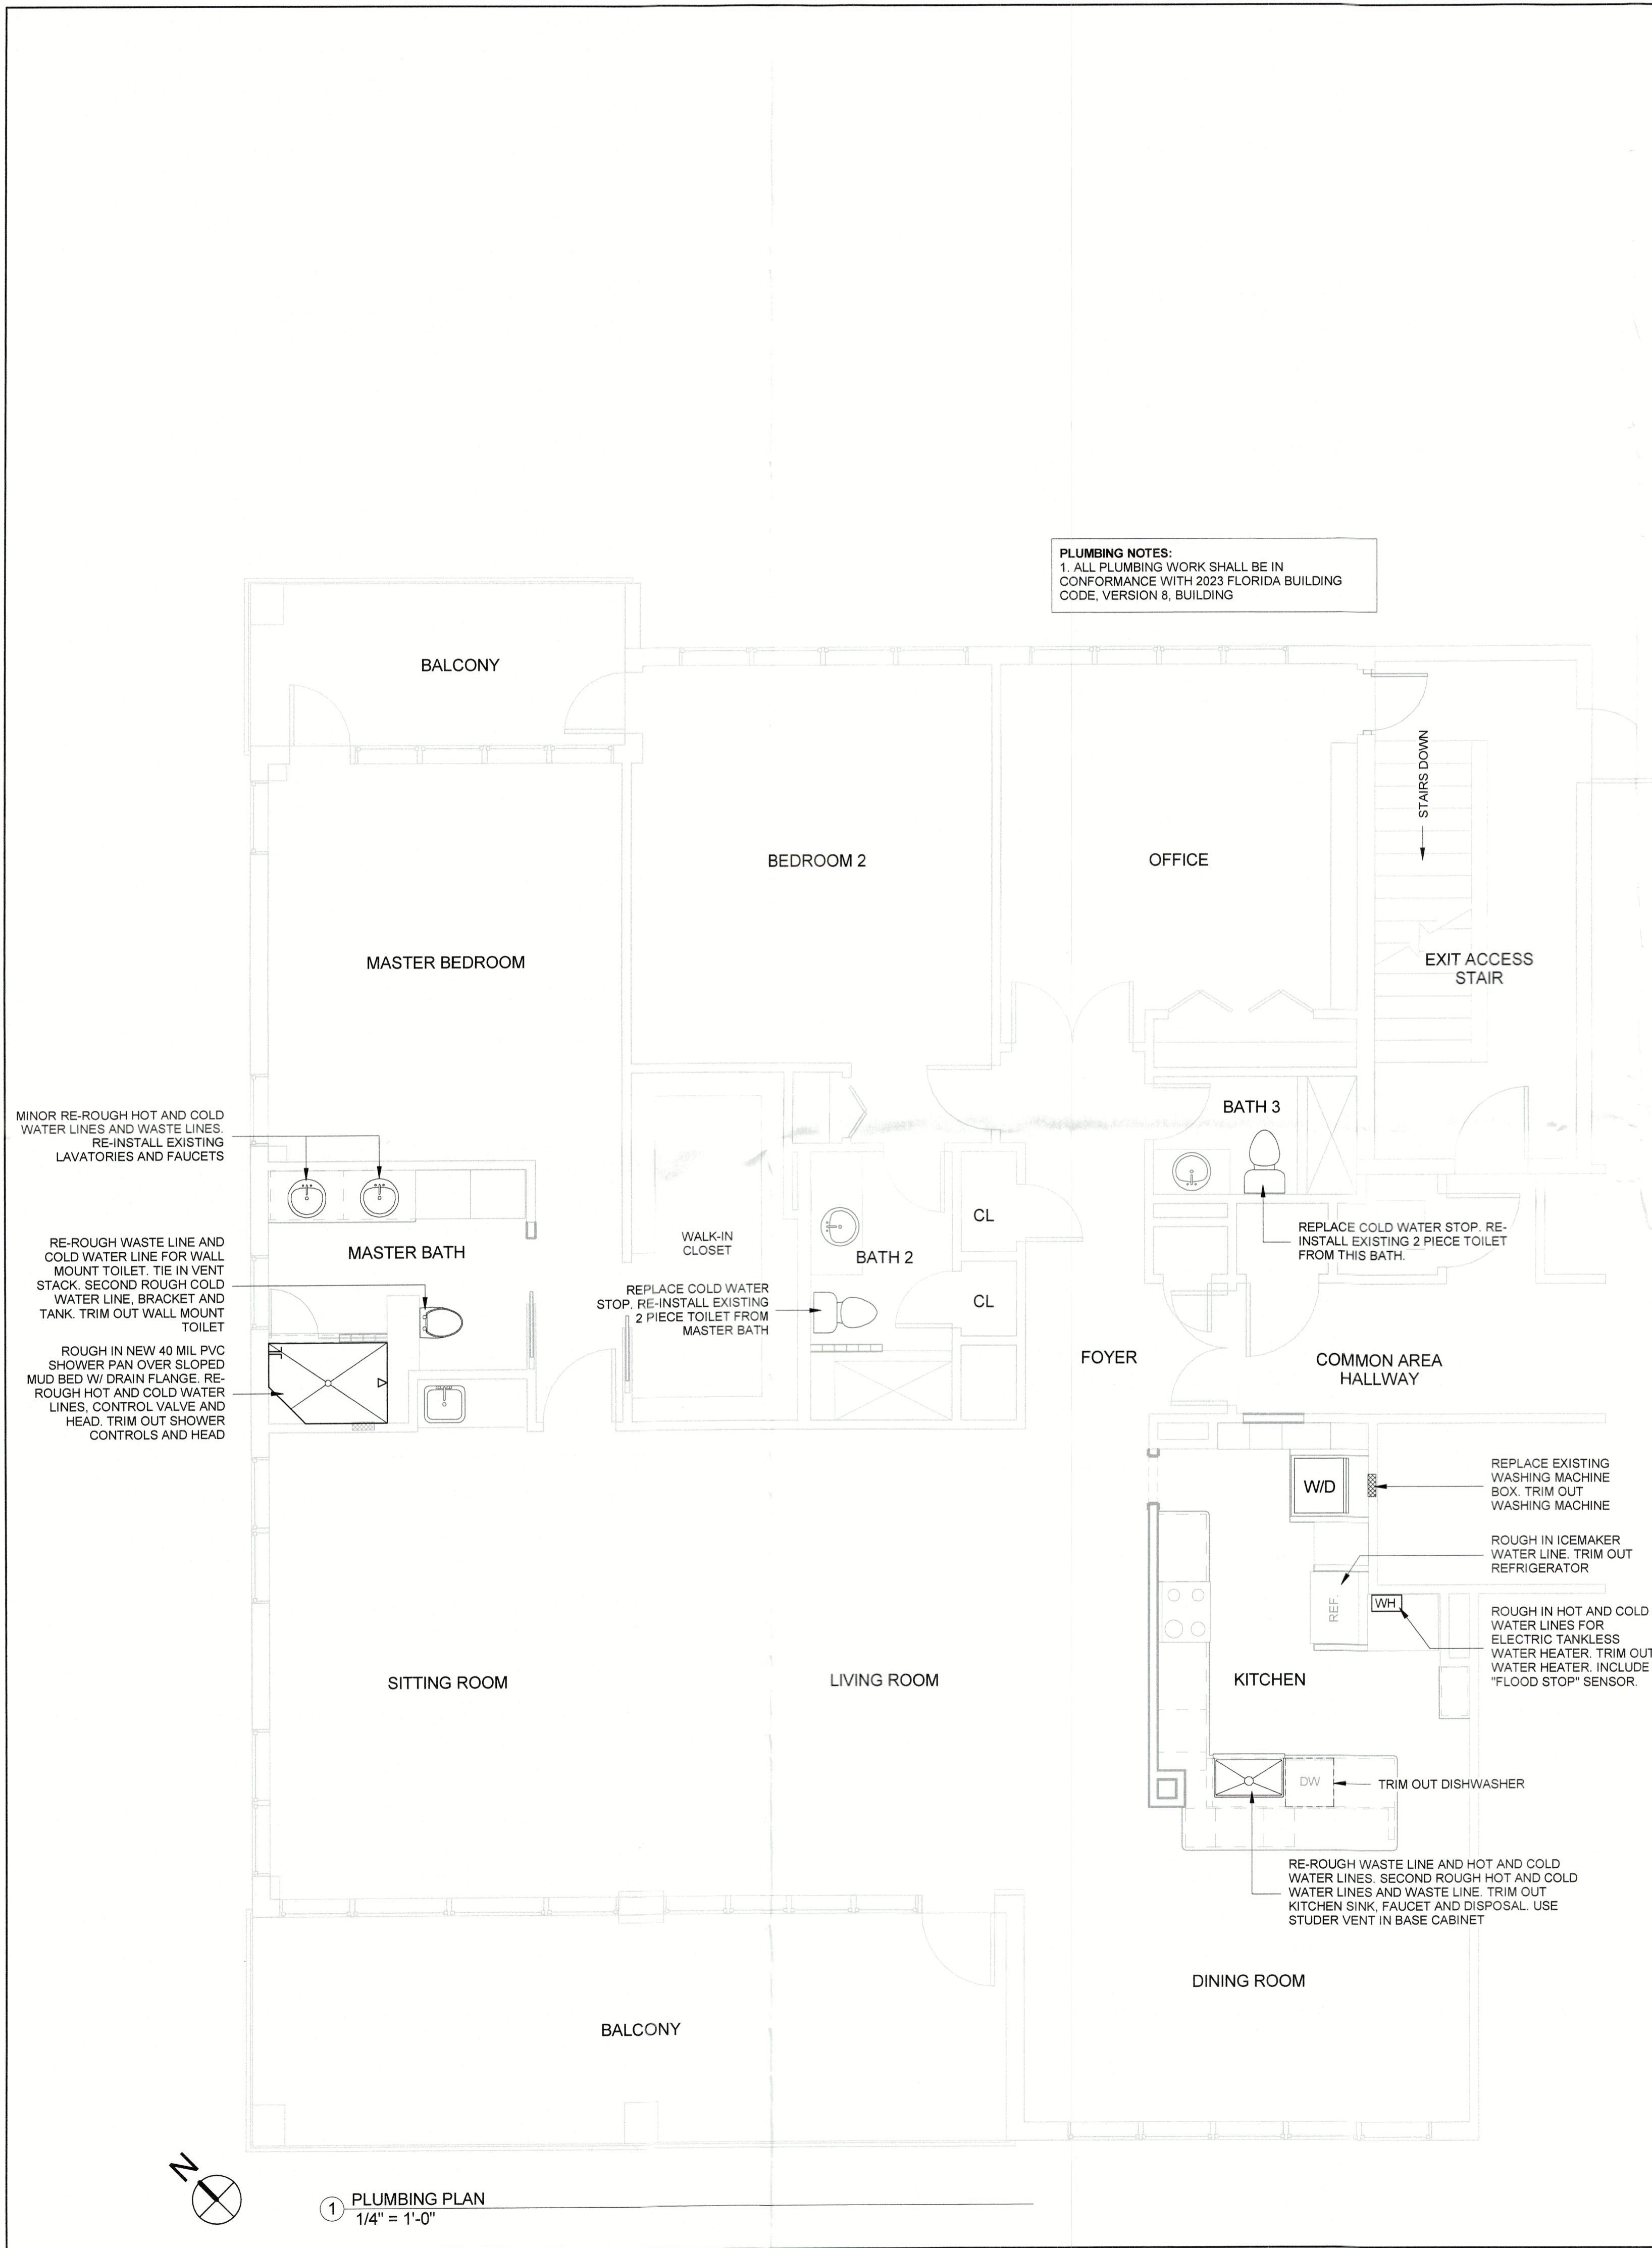 PLUMBING NOTES:
1. ALL PLUMBING WORK SHALL BE IN
CONFORMANCE WITH 2023 FLORIDA BUILDING
CODE, VERSION 8, BUILDING
BALCONY
STAIRS DOWN
BEDROOM 2
OFFICE
MASTER BEDROOM
EXIT ACCESS
STAIR
MINOR RE-ROUGH HOT AND COLD
WATER LINES AND WASTE LINES.
RE-INSTALL EXISTING
LAVATORIES AND FAUCETS
BATH 3
CL
WALK-IN
CLOSET
BATH 2
REPLACE COLD WATER STOP. RE-
INSTALL EXISTING 2 PIECE TOILET
FROM THIS BATH.
MASTER BATH
RE-ROUGH WASTE LINE AND
COLD WATER LINE FOR WALL
MOUNT TOILET. TIE IN VENT
STACK. SECOND ROUGH COLD
WATER LINE, BRACKET AND
TANK. TRIM OUT WALL MOUNT
TOILET
REPLACE COLD WATER
STOP. RE-INSTALL EXISTING
2 PIECE TOILET FROM
MASTER BATH
CL
ROUGH IN NEW 40 MIL PVC
SHOWER PAN OVER SLOPED
MUD BED W/ DRAIN FLANGE. RE-
ROUGH HOT AND COLD WATER
LINES, CONTROL VALVE AND
HEAD. TRIM OUT SHOWER
CONTROLS AND HEAD
FOYER
COMMON AREA
HALLWAY
W/D
REPLACE EXISTING
WASHING MACHINE
BOX. TRIM OUT
WASHING MACHINE
ROUGH IN ICEMAKER
WATER LINE. TRIM OUT
REFRIGERATOR
REF.
WH
ROUGH IN HOT AND COLD
WATER LINES FOR
ELECTRIC TANKLESS
WATER HEATER. TRIM OUT
WATER HEATER. INCLUDE
"FLOOD STOP" SENSOR.
SITTING ROOM
LIVING ROOM
KITCHEN
DW
TRIM OUT DISHWASHER
RE-ROUGH WASTE LINE AND HOT AND COLD
WATER LINES. SECOND ROUGH HOT AND COLD
WATER LINES AND WASTE LINE. TRIM OUT
KITCHEN SINK, FAUCET AND DISPOSAL. USE
STUDER VENT IN BASE CABINET
DINING ROOM
BALCONY
N
1
PLUMBING PLAN
1/4" = 1'-0"